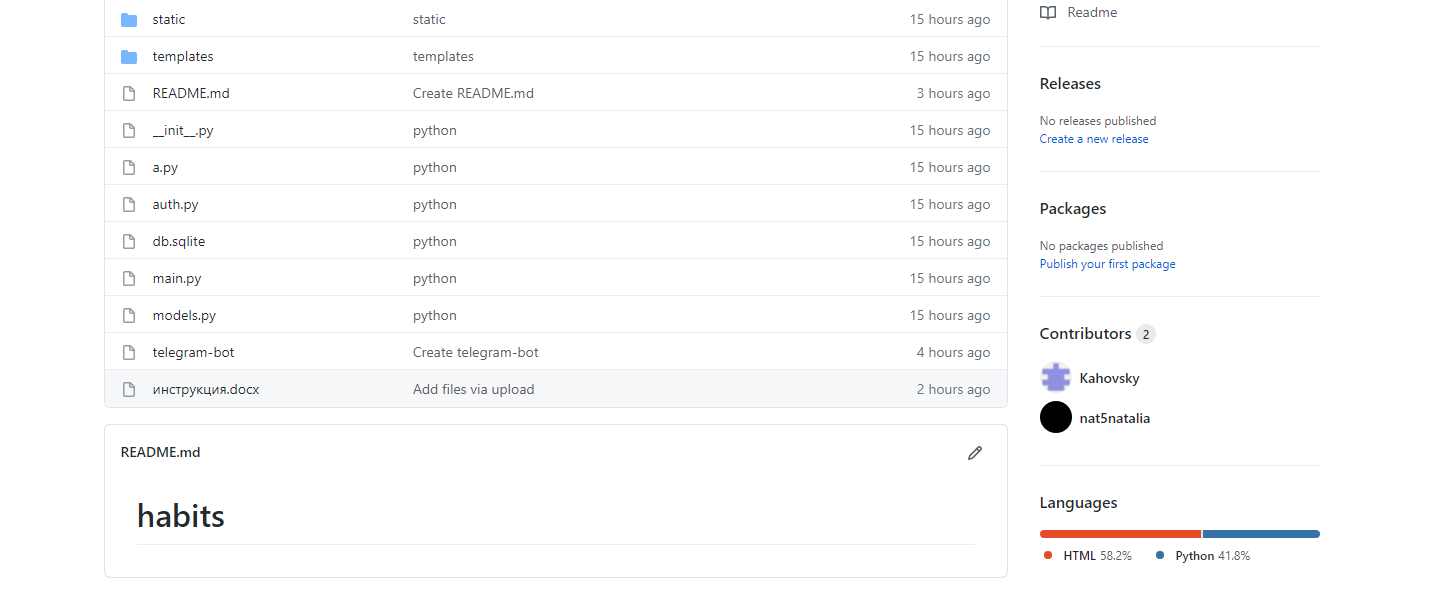 static static 15 hours ago
templates templates 15 hours ago
README.md Create README.md 3 hours ago
__init__.py python 15 hours ago
a.py python 15 hours ago
auth.py python 15 hours ago
db.sqlite python 15 hours ago
main.py python 15 hours ago
models.py python 15 hours ago
telegram-bot Create telegram-bot 4 hours ago
инструкция.docx Add files via upload 2 hours ago
README.md
habits
Readme
Releases
No releases published
Create a new release
Packages
No packages published
Publish your first package
Contributors 2
Kahovsky
nat5natalia
Languages
HTML 58.2% Python 41.8%